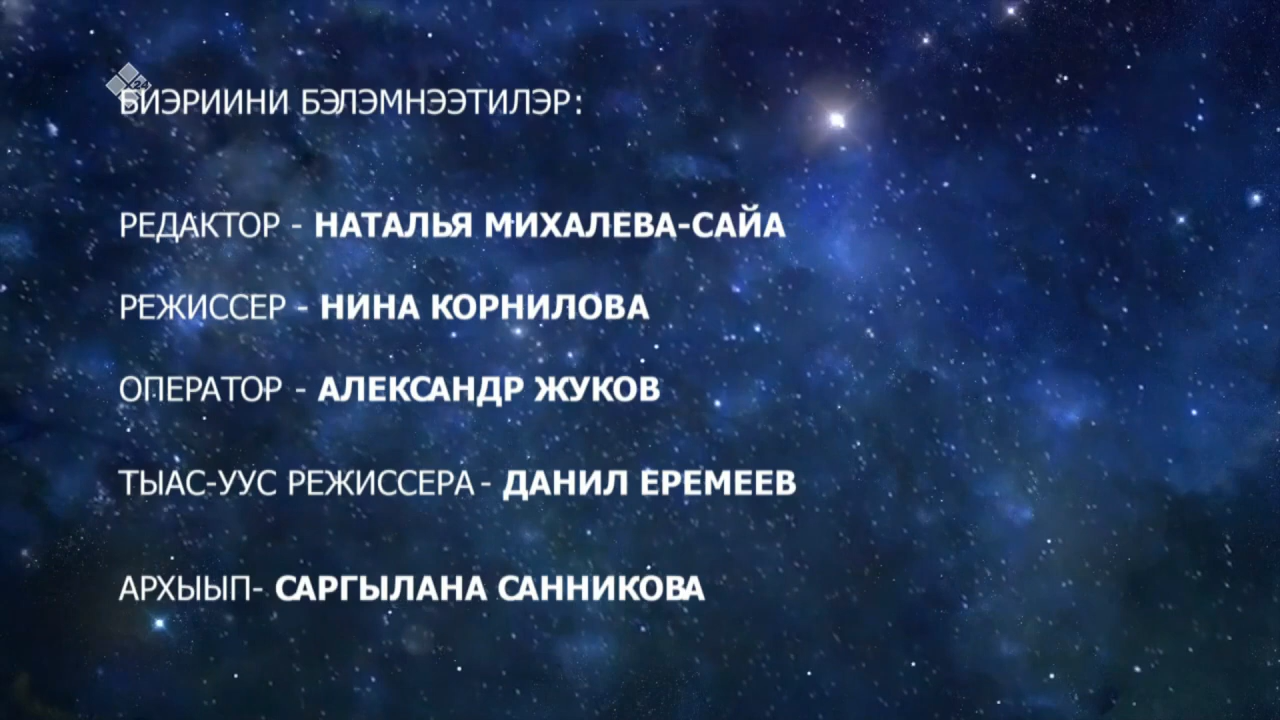 БИЭРИИНИ БЭЛЭМНЭЭТИЛЭР:
РЕДАКТОР - НАТАЛЬЯ МИХАЛЕВА-САЙА
РЕЖИССЕР - НИНА КОРНИЛОВА
ОПЕРАТОР - АЛЕКСАНДР ЖУКОВ
ТЫАС-УУС РЕЖИССЕРА - ДАНИЛ ЕРЕМЕЕВ
АРХЫЫП- САРГЫЛАНА САННИКОВА